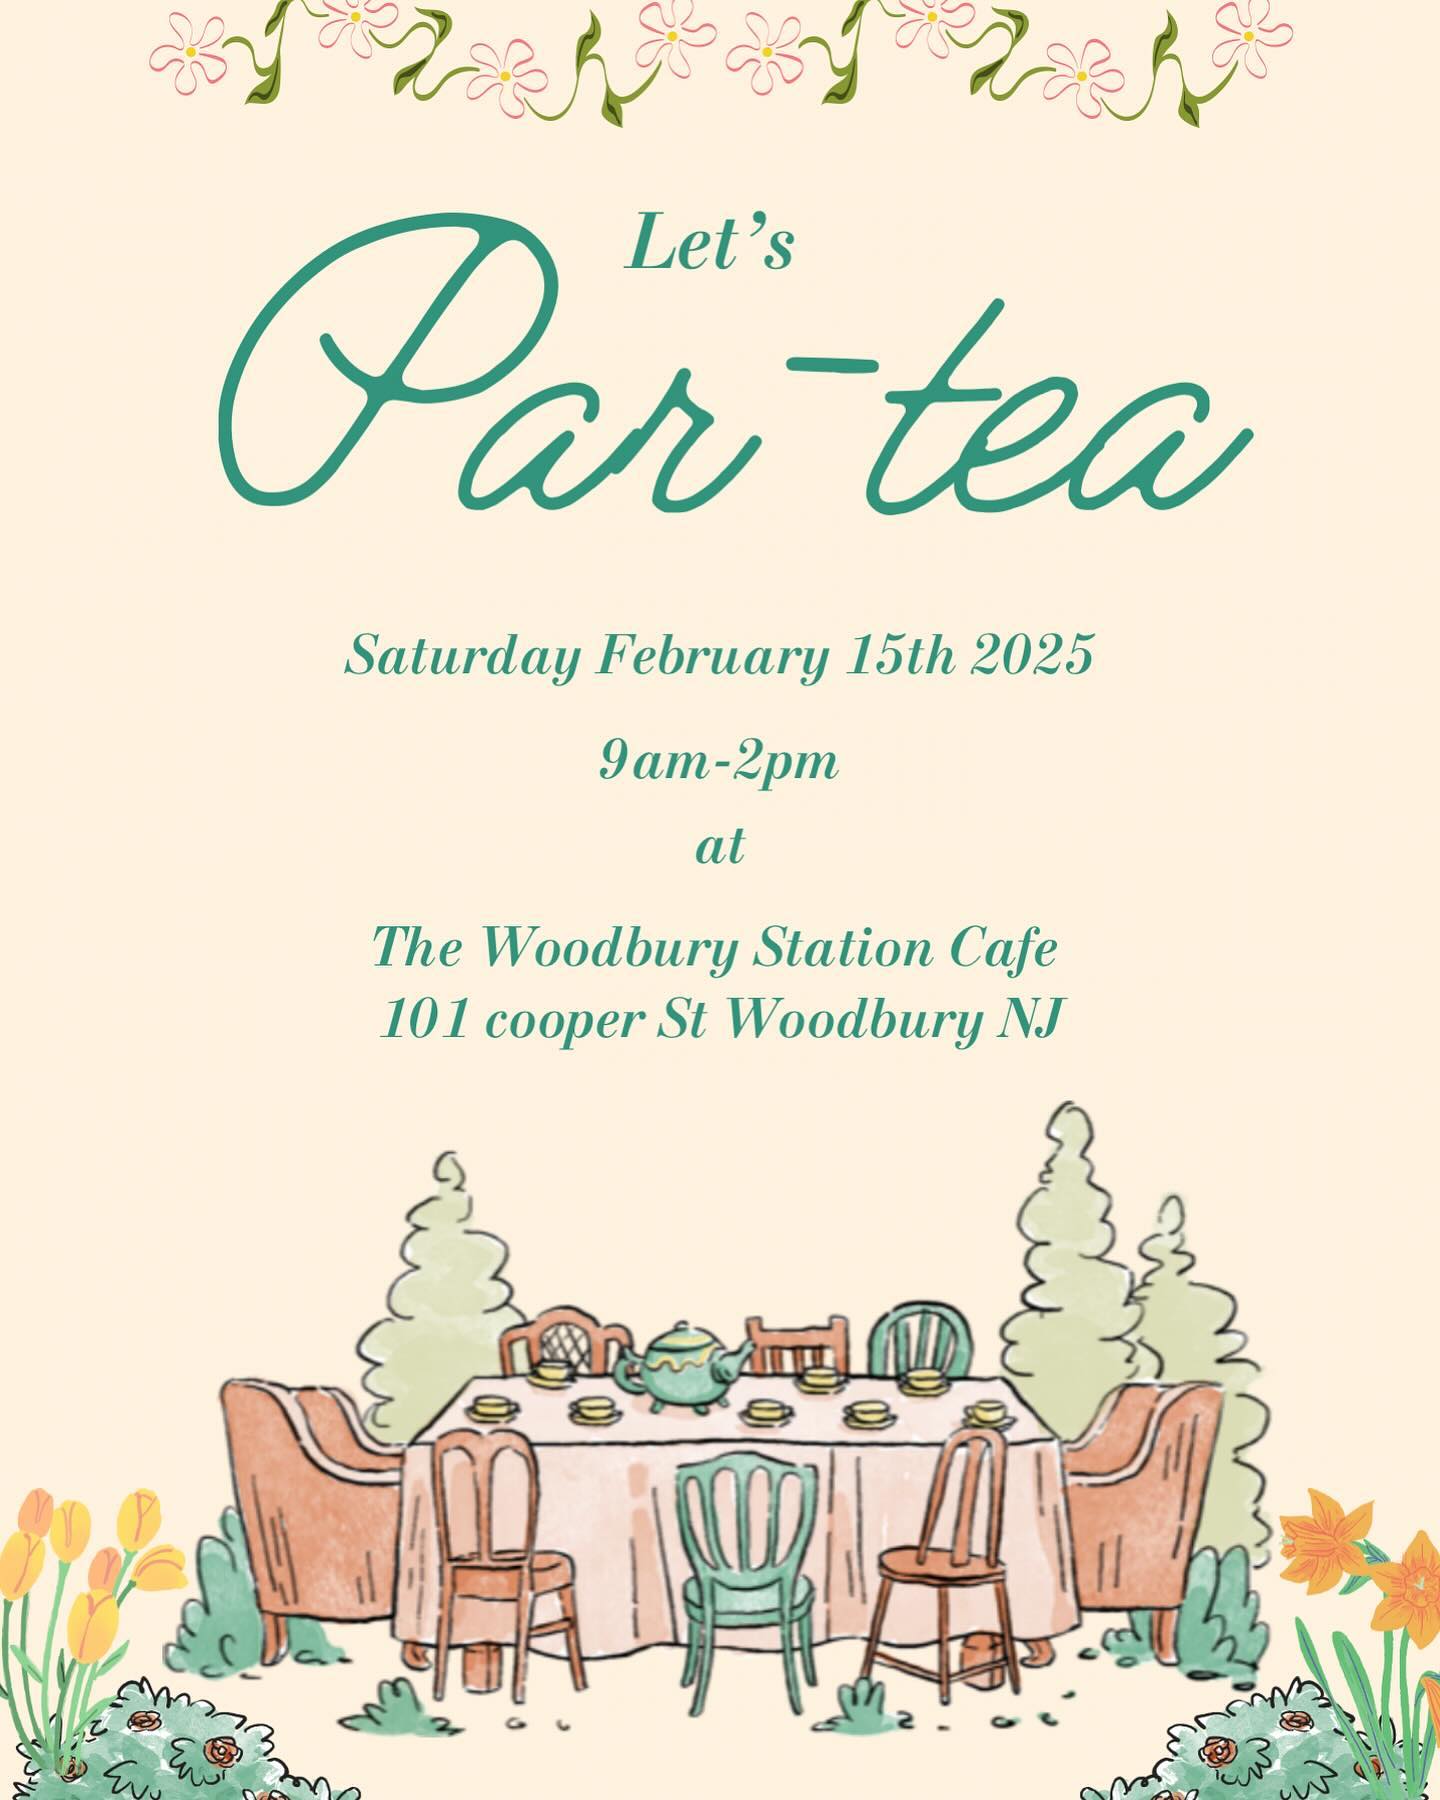 Let’s
Par-tea
Saturday February 15th 2025
9am-2pm
at
The Woodbury Station Cafe
101 cooper St Woodbury NJ